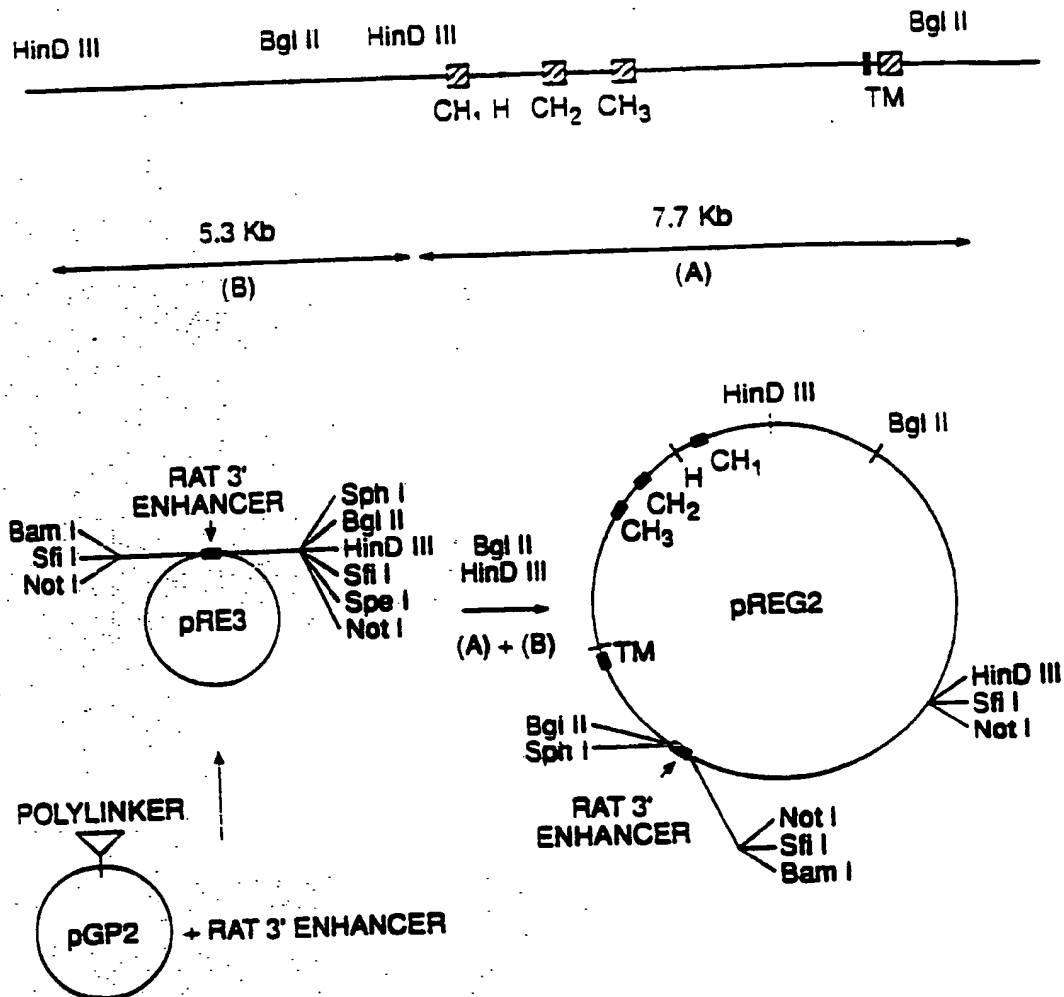 HinD III
Bgl II
HinD III
Bgl II
CH1 H CH2 CH3
TM
5.3 Kb
7.7 Kb
(B)
(A)
RAT 3'
ENHANCER
Bam I
Sfi I
Not I
Sph I
Bgl II
HinD III
Sfi I
Spe I
Not I
pRE3
Bgl II
HinD III
(A) + (B)
HinD III
Bgl II
CH1
H
CH2
CH3
pREG2
TM
HinD III
Sfi I
Not I
Bgl II
Sph I
RAT 3'
ENHANCER
Not I
Sfi I
Bam I
POLYLINKER
pGP2
+ RAT 3' ENHANCER